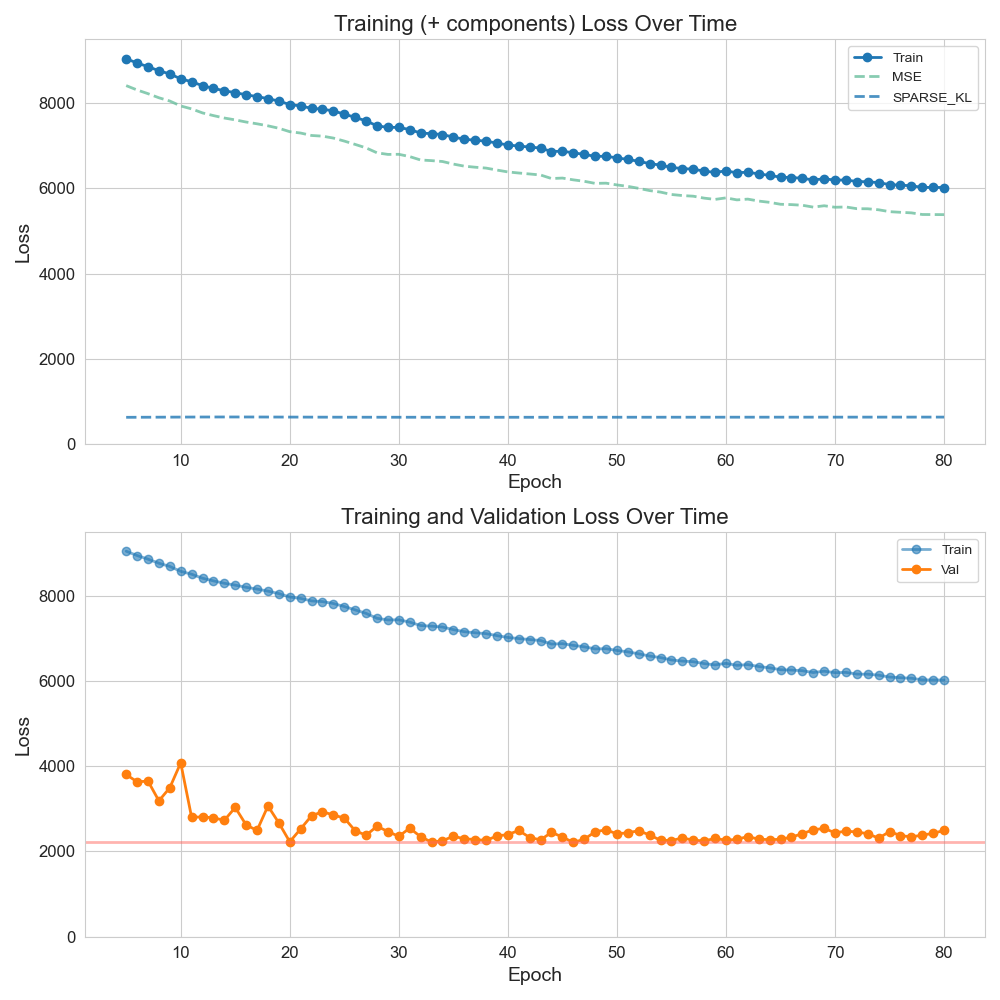 Training (+ components) Loss Over Time
Train
MSE
SPARSE_KL
8000
6000
4000
2000
0
Loss
10 20 30 40 50 60 70 80
Epoch
Training and Validation Loss Over Time
Train
Val
8000
6000
4000
2000
0
Loss
10 20 30 40 50 60 70 80
Epoch